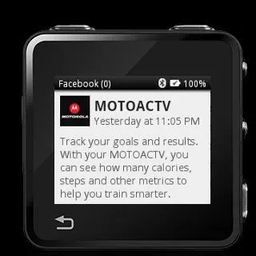 Facebook (0) 100%
MOTOROLA
MOTOACTV
Yesterday at 11:05 PM
Track your goals and results.
With your MOTOACTV, you
can see how many calories,
steps and other metrics to
help you train smarter.